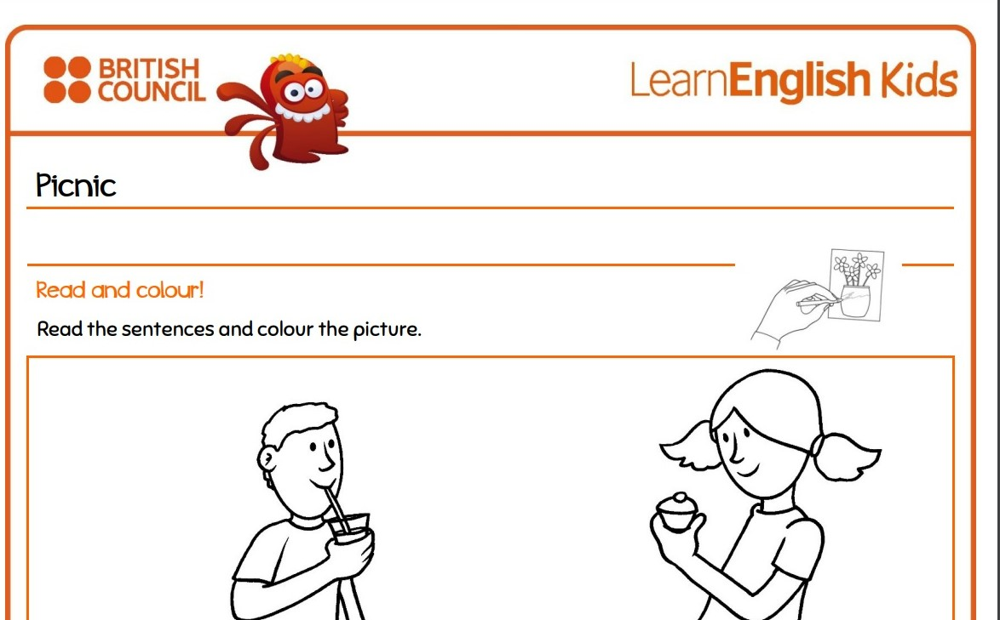 BRITISH
COUNCIL
LearnEnglish Kids
Picnic
Read and colour!
Read the sentences and colour the picture.